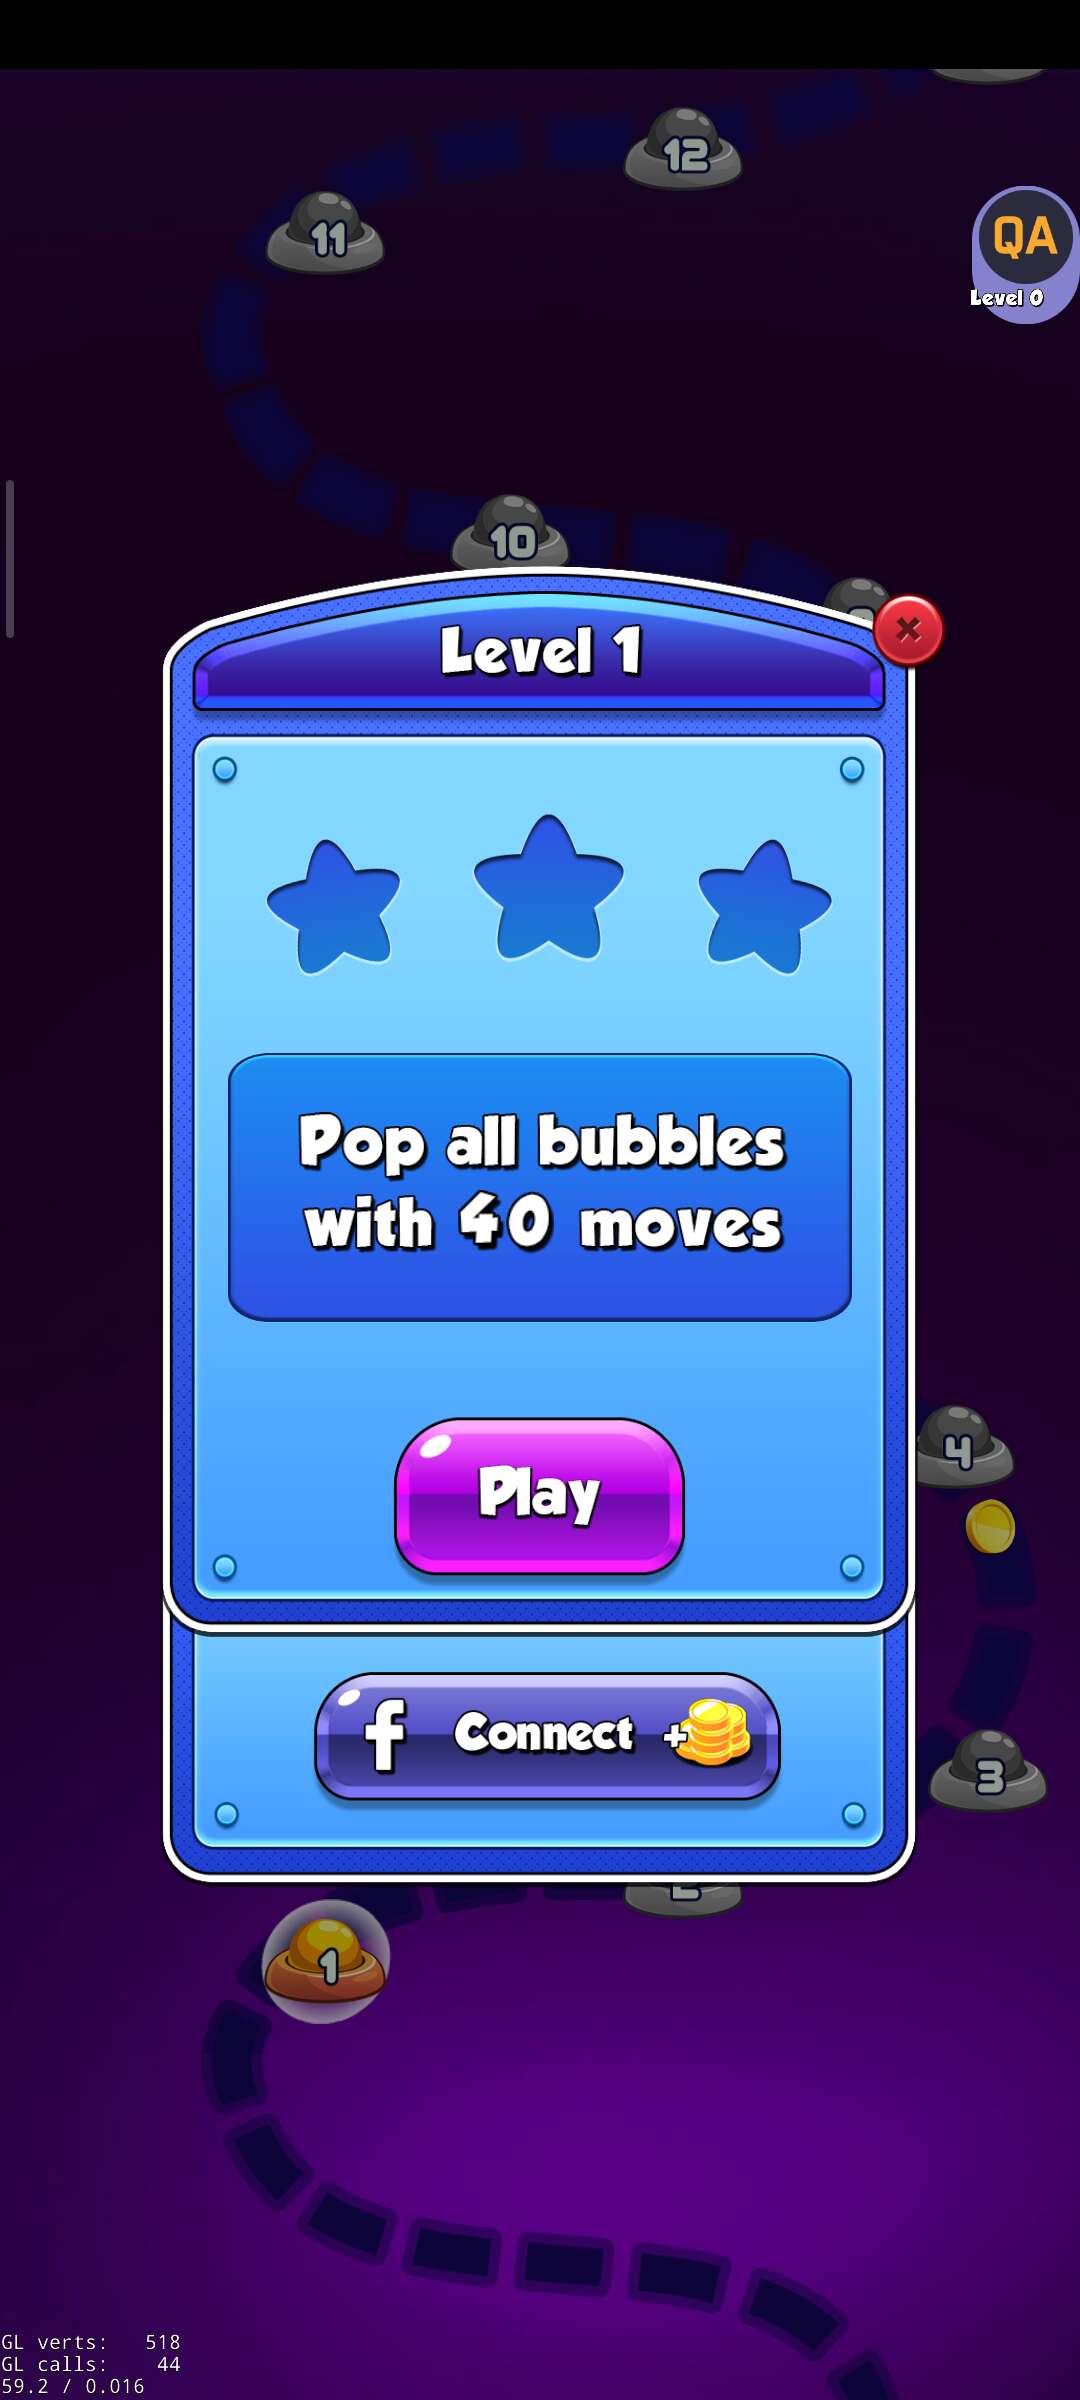 12
11
QA
Level 0
10
Level 1
Pop all bubbles
with 40 moves
4
Play
f Connect +
3
1
GL verts: 518
GL calls: 44
59.2 / 0.016